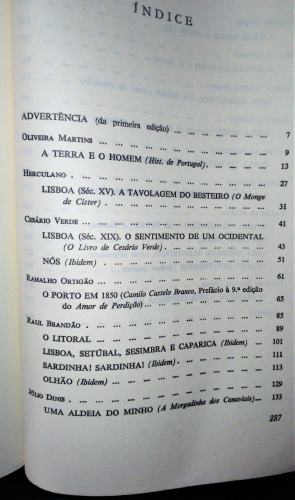 ÍNDICE
ADVERTÊNCIA (da primeira edição) ... ... ... ... ... ... 7
OLIVEIRA MARTINS ... ... ... ... ... ... ... ... ... 9
A TERRA E O HOMEM (Hist. de Portugal) ... ... ... ... 13
HERCULANO ... ... ... ... ... ... ... ... ... ... 27
LISBOA (Séc. XV). A TAVOLAGEM DO BESTEIRO (O Monge
de Cister) ... ... ... ... ... ... ... ... ... 31
CESÁRIO VERDE ... ... ... ... ... ... ... ... ... 41
LISBOA (Séc. XIX). O SENTIMENTO DE UM OCIDENTAL
(O Livro de Cesário Verde) ... ... ... ... ... ... 43
NÓS (Ibidem) ... ... ... ... ... ... ... ... ... 51
RAMALHO ORTIGÃO ... ... ... ... ... ... ... ... ... 61
O PORTO EM 1850 (Camilo Castelo Branco, Prefácio à 9.ª edição
do Amor de Perdição) ... ... ... ... ... ... ... 65
RAUL BRANDÃO ... ... ... ... ... ... ... ... ... 85
O LITORAL ... ... ... ... ... ... ... ... ... 89
LISBOA, SETÚBAL, SESIMBRA E CAPARICA (Ibidem) ... 101
SARDINHA! SARDINHA! (Ibidem) ... ... ... ... ... 111
OLHÃO (Ibidem) ... ... ... ... ... ... ... ... 113
JÚLIO DINIS ... ... ... ... ... ... ... ... ... 129
UMA ALDEIA DO MINHO (A Morgadinha dos Canaviais)... 133
287